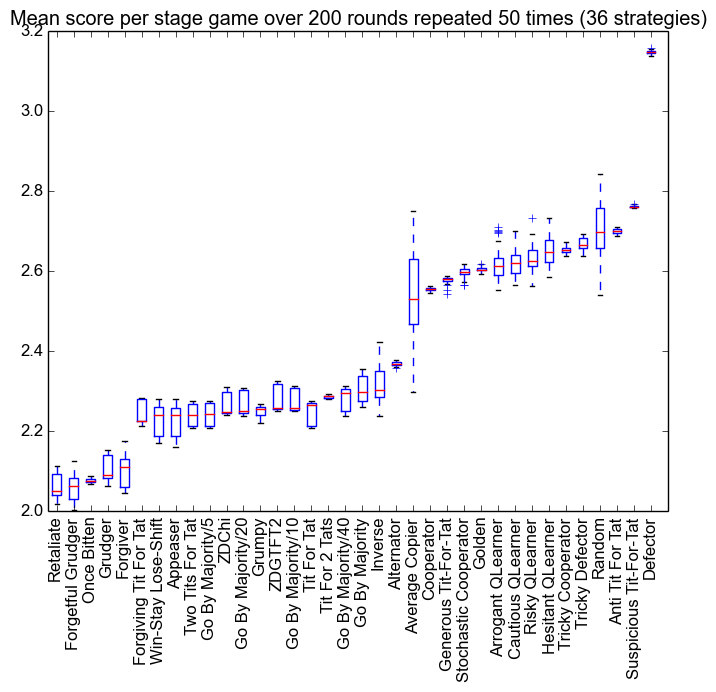 Mean score per stage game over 200 rounds repeated 50 times (36 strategies)
3.2
3.0
2.8
2.6
2.4
2.2
2.0
Retaliate
Forgetful Grudger
Once Bitten
Grudger
Forgiver
Forgiving Tit For Tat
Win-Stay Lose-Shift
Appeaser
Two Tits For Tat
Go By Majority/5
ZDChi
Go By Majority/20
Grumpy
ZDGTFT2
Go By Majority/10
Tit For Tat
Tit For 2 Tats
Go By Majority/40
Go By Majority
Inverse
Alternator
Average Copier
Cooperator
Generous Tit-For-Tat
Stochastic Cooperator
Golden
Arrogant QLearner
Cautious QLearner
Risky QLearner
Hesitant QLearner
Tricky Cooperator
Tricky Defector
Random
Anti Tit For Tat
Suspicious Tit-For-Tat
Defector